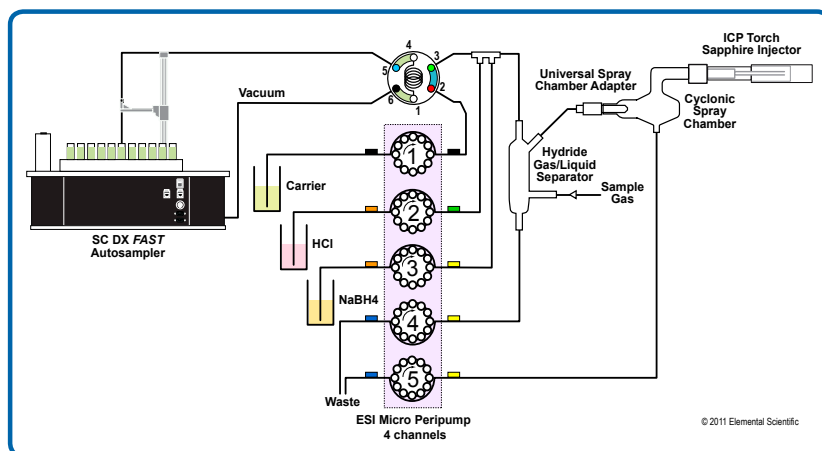 ICP Torch
Sapphire Injector
4
3
5
2
6
1
Universal Spray
Chamber Adapter
Cyclonic
Spray
Chamber
Vacuum
1
Carrier
Hydride
Gas/Liquid
Separator
Sample
Gas
2
SC DX FAST
Autosampler
HCl
3
NaBH4
4
5
Waste
ESI Micro Peripump
4 channels
© 2011 Elemental Scientific